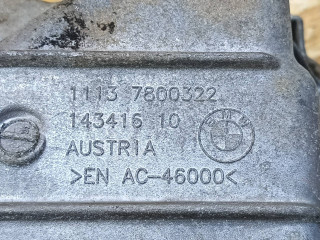 1113 7800322
143416 10
AUSTRIA
>EN AC-46000<